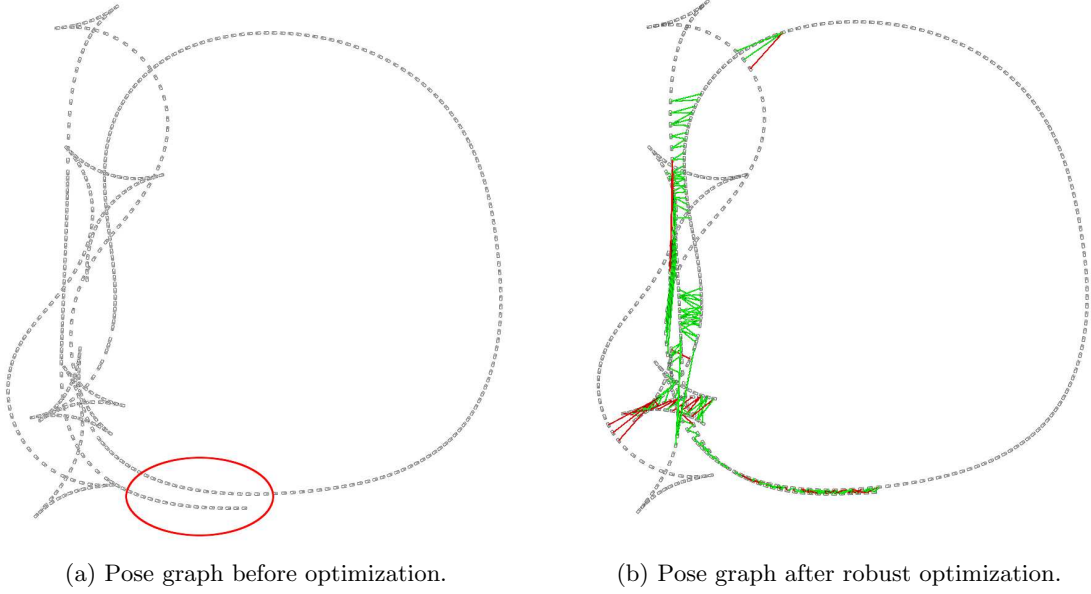 (a) Pose graph before optimization.
(b) Pose graph after robust optimization.